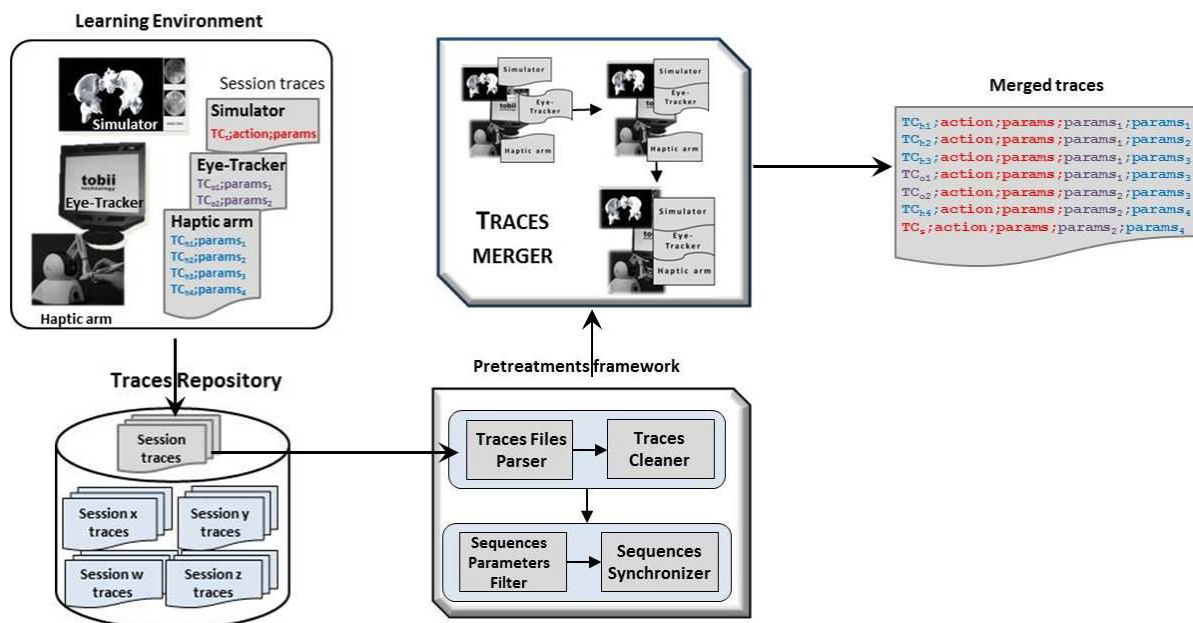 Learning Environment
Session traces
Simulator
Simulator
TCs;action;params
tobii
technology
Eye-Tracker
Eye-Tracker
TCo1;params1
TCo2;params2
Haptic arm
TCh1;params1
TCh2;params2
TCh3;params3
TCh4;params4
Haptic arm
Traces Repository
Session
traces
Session x
traces
Session y
traces
Session w
traces
Session z
traces
Simulator
tobii
Eye-
Tracker
Haptic arm
Simulator
Eye-
Tracker
Haptic arm
Simulator
Eye-
Tracker
Haptic arm
TRACES
MERGER
Pretreatments framework
Traces Files
Parser
Traces
Cleaner
Sequences
Parameters
Filter
Sequences
Synchronizer
Merged traces
TCh1;action;params;params1;params1
TCh2;action;params;params1;params2
TCh3;action;params;params1;params3
TCo1;action;params;params1;params3
TCo2;action;params;params2;params3
TCh4;action;params;params2;params4
TCs;action;params;params2;params4